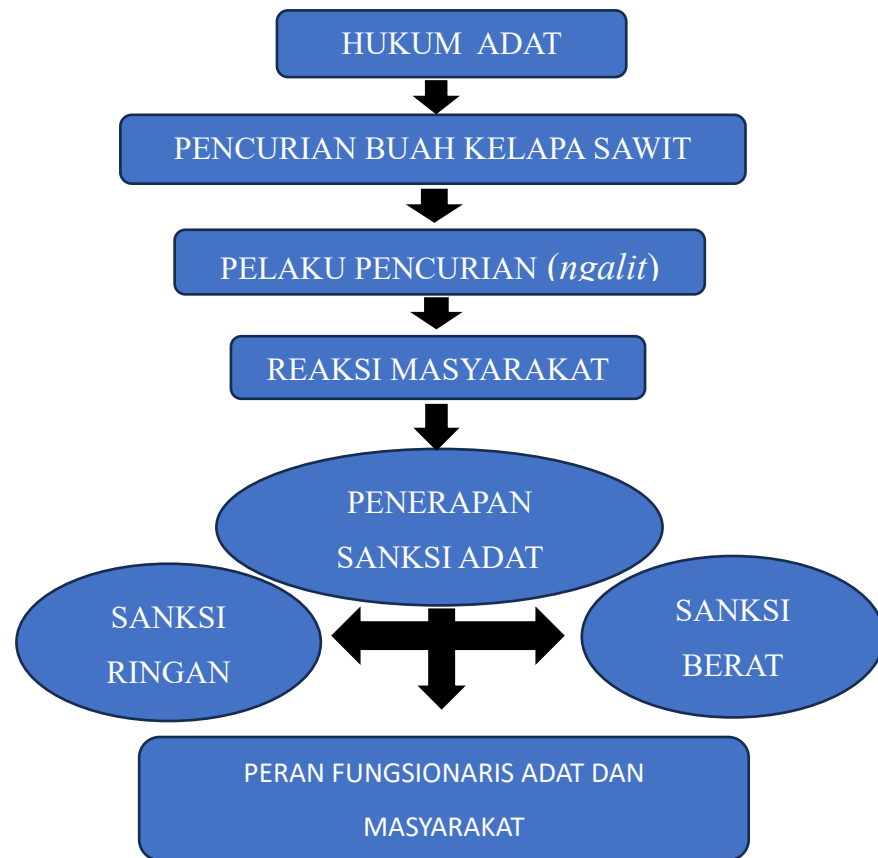 HUKUM ADAT
PENCURIAN BUAH KELAPA SAWIT
PELAKU PENCURIAN (ngalit)
REAKSI MASYARAKAT
PENERAPAN
SANKSI ADAT
SANKSI
RINGAN
SANKSI
BERAT
PERAN FUNGSIONARIS ADAT DAN
MASYARAKAT